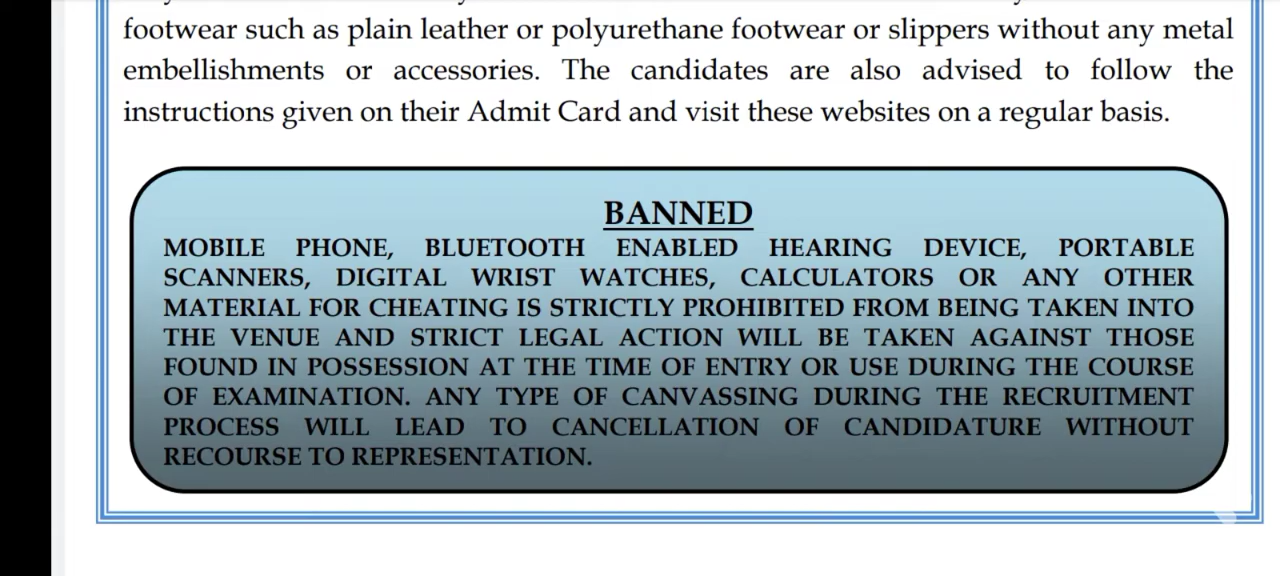 footwear such as plain leather or polyurethane footwear or slippers without any metal
embellishments or accessories. The candidates are also advised to follow the
instructions given on their Admit Card and visit these websites on a regular basis.
BANNED
MOBILE PHONE, BLUETOOTH ENABLED HEARING DEVICE, PORTABLE
SCANNERS, DIGITAL WRIST WATCHES, CALCULATORS OR ANY OTHER
MATERIAL FOR CHEATING IS STRICTLY PROHIBITED FROM BEING TAKEN INTO
THE VENUE AND STRICT LEGAL ACTION WILL BE TAKEN AGAINST THOSE
FOUND IN POSSESSION AT THE TIME OF ENTRY OR USE DURING THE COURSE
OF EXAMINATION. ANY TYPE OF CANVASSING DURING THE RECRUITMENT
PROCESS WILL LEAD TO CANCELLATION OF CANDIDATURE WITHOUT
RECOURSE TO REPRESENTATION.